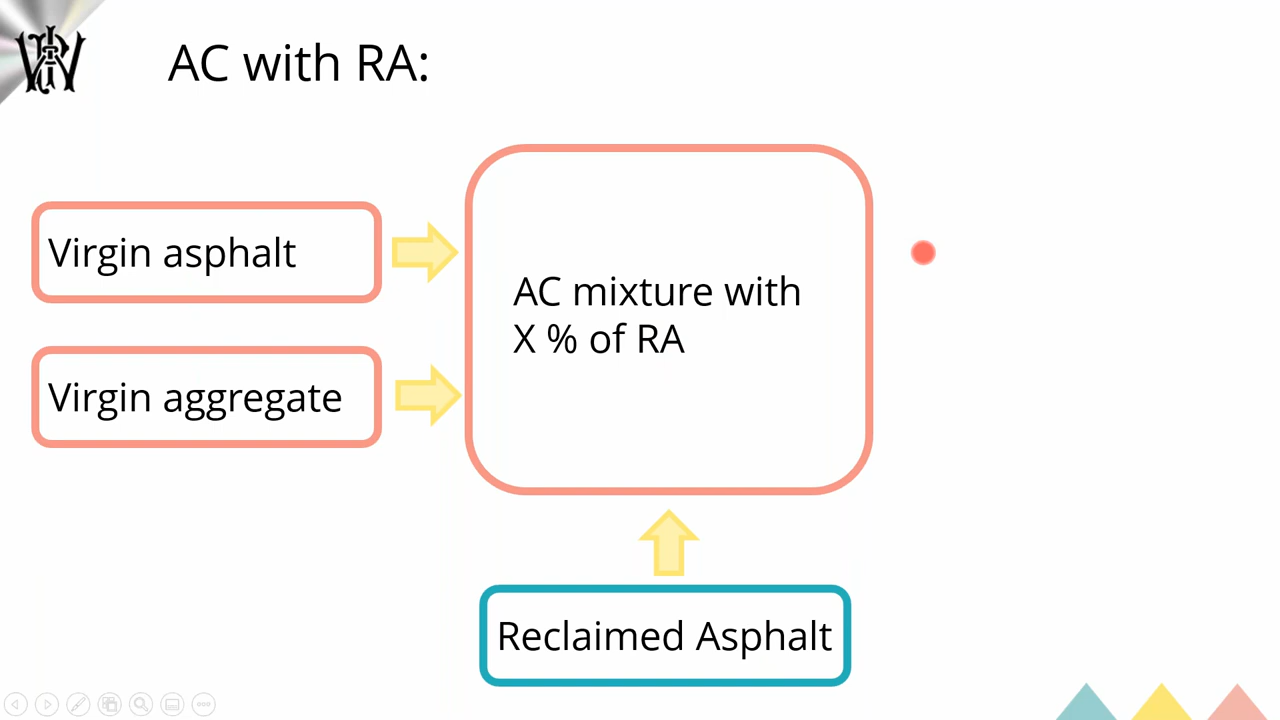 AC with RA:
Virgin asphalt
Virgin aggregate
AC mixture with
X % of RA
Reclaimed Asphalt